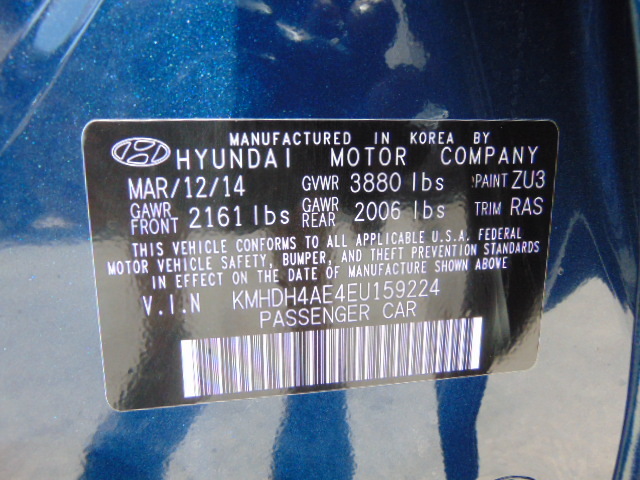 MANUFACTURED IN KOREA BY
HYUNDAI MOTOR COMPANY
MAR/12/14 GVWR 3880 lbs PAINT ZU3
GAWR FRONT 2161 lbs GAWR REAR 2006 lbs TRIM RAS
THIS VEHICLE CONFORMS TO ALL APPLICABLE U.S.A. FEDERAL
MOTOR VEHICLE SAFETY, BUMPER, AND THEFT PREVENTION STANDARDS
IN EFFECT ON THE DATE OF MANUFACTURE SHOWN ABOVE.
V.I.N KMHDH4AE4EU159224
PASSENGER CAR